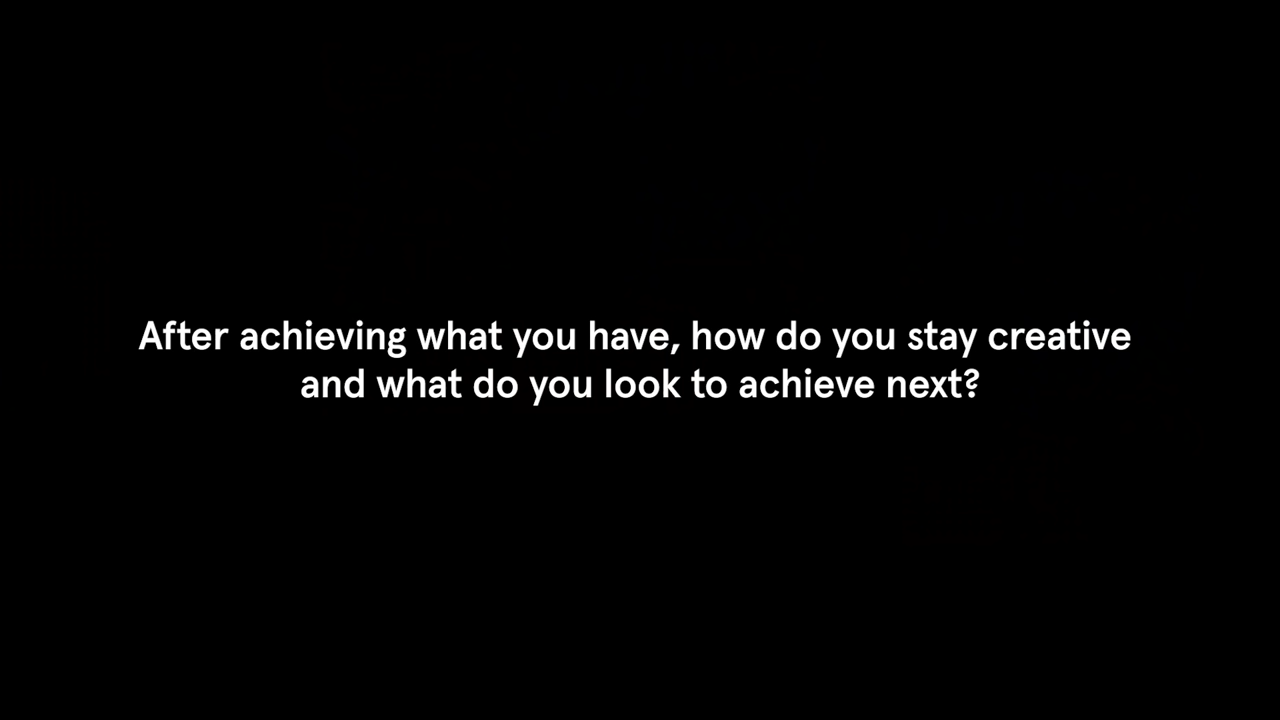 After achieving what you have, how do you stay creative
and what do you look to achieve next?